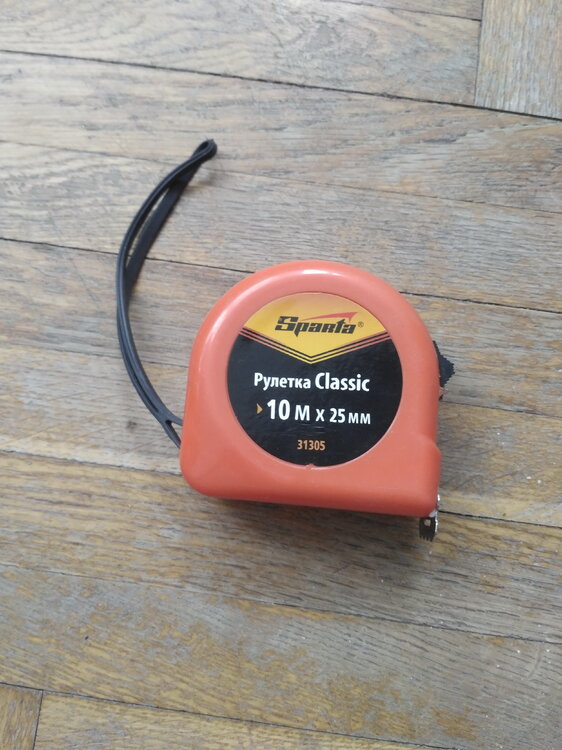 Sparta®
Рулетка Classic
10 М х 25 мм
31305